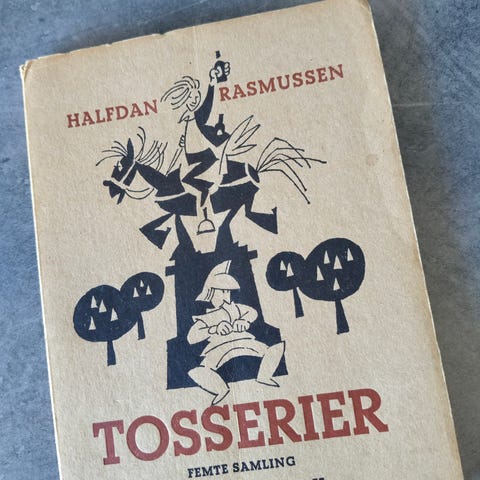 HALFDAN RASMUSSEN
TOSSERIER
FEMTE SAMLING